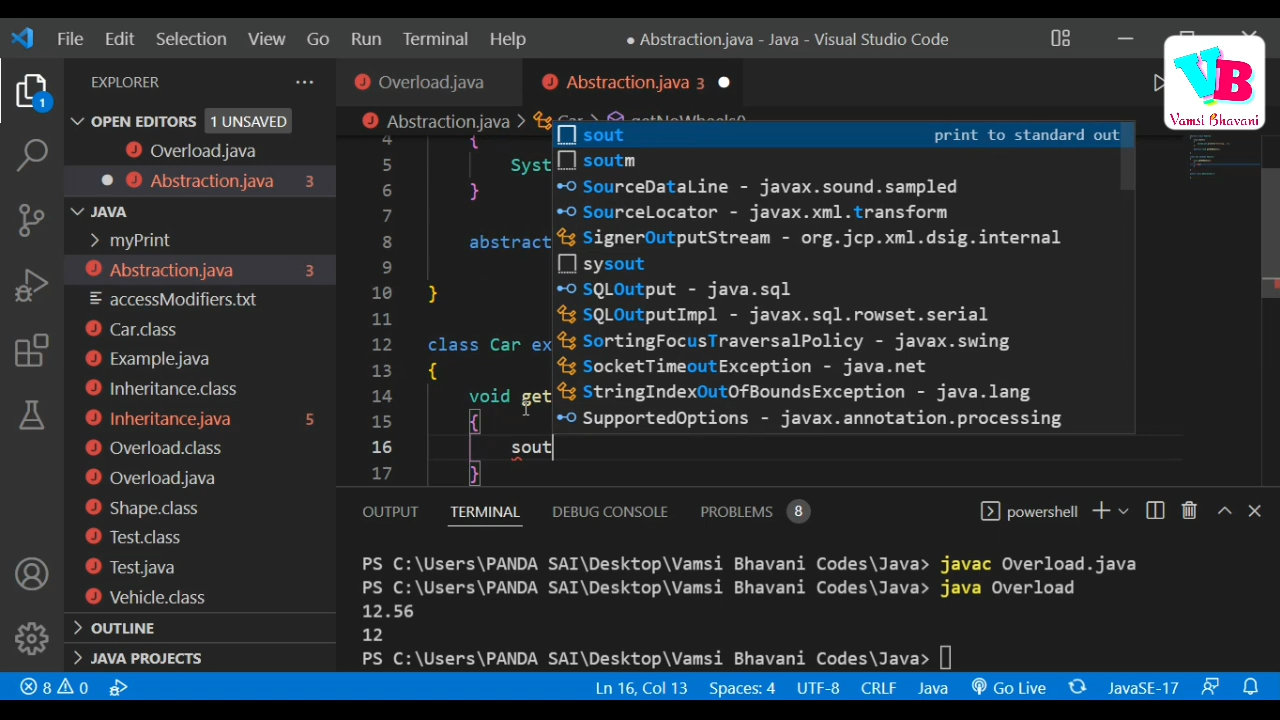 File Edit Selection View Go Run Terminal Help
● Abstraction.java - Java - Visual Studio Code
VB
Vamsi Bhavani
EXPLORER ...
Overload.java
Abstraction.java 3 ●
OPEN EDITORS 1 UNSAVED
Overload.java
● Abstraction.java 3
JAVA
myPrint
Abstraction.java 3
accessModifiers.txt
Car.class
Example.java
Inheritance.class
Inheritance.java 5
Overload.class
Overload.java
Shape.class
Test.class
Test.java
Vehicle.class
OUTLINE
JAVA PROJECTS
1
Abstraction.java > Car > getNoWheels()
4 {
5 Syst
6 }
7
8 abstract
9
10 }
11
12 class Car ex
13 {
14 void get
15 {
16 sout
17 }
sout print to standard out
soutm
SourceDataLine - javax.sound.sampled
SourceLocator - javax.xml.transform
SignerOutputStream - org.jcp.xml.dsig.internal
sysout
SQLOutput - java.sql
SQLOutputImpl - javax.sql.rowset.serial
SortingFocusTraversalPolicy - javax.swing
SocketTimeoutException - java.net
StringIndexOutOfBoundsException - java.lang
SupportedOptions - javax.annotation.processing
OUTPUT TERMINAL DEBUG CONSOLE PROBLEMS 8
powershell
PS C:\Users\PANDA SAI\Desktop\Vamsi Bhavani Codes\Java> javac Overload.java
PS C:\Users\PANDA SAI\Desktop\Vamsi Bhavani Codes\Java> java Overload
12.56
12
PS C:\Users\PANDA SAI\Desktop\Vamsi Bhavani Codes\Java>
8 0
Ln 16, Col 13 Spaces: 4 UTF-8 CRLF Java Go Live JavaSE-17